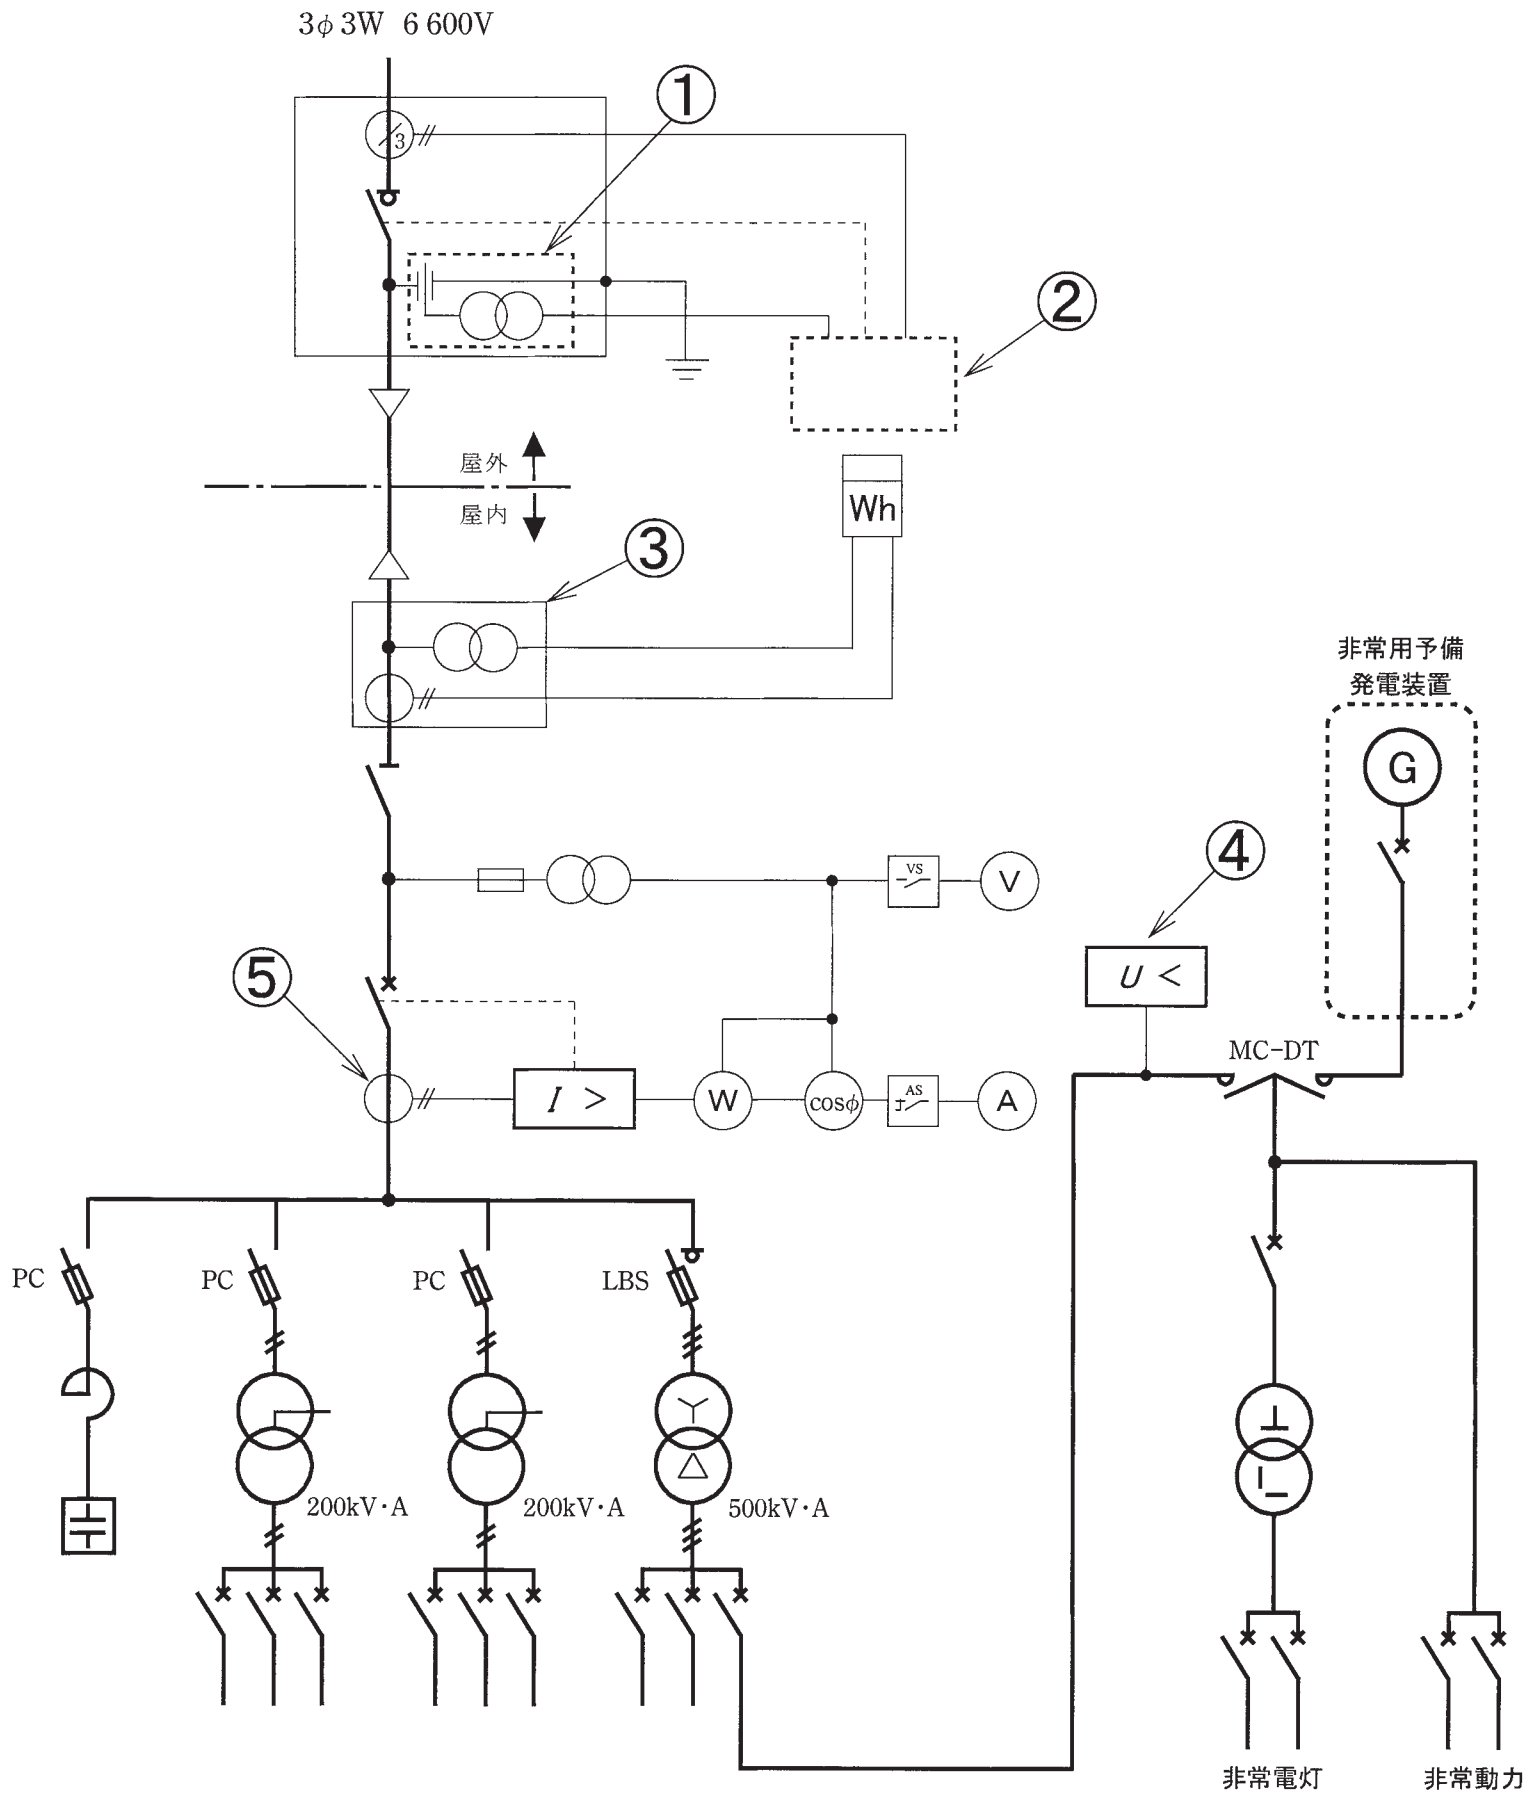 3φ3W 6 600V
①
3
②
屋外
屋内
Wh
③
非常用予備
発電装置
G
④
VS
V
U <
⑤
MC-DT
I >
W
cosφ
AS
A
PC
PC
PC
LBS
200kV・A
200kV・A
500kV・A
非常電灯
非常動力